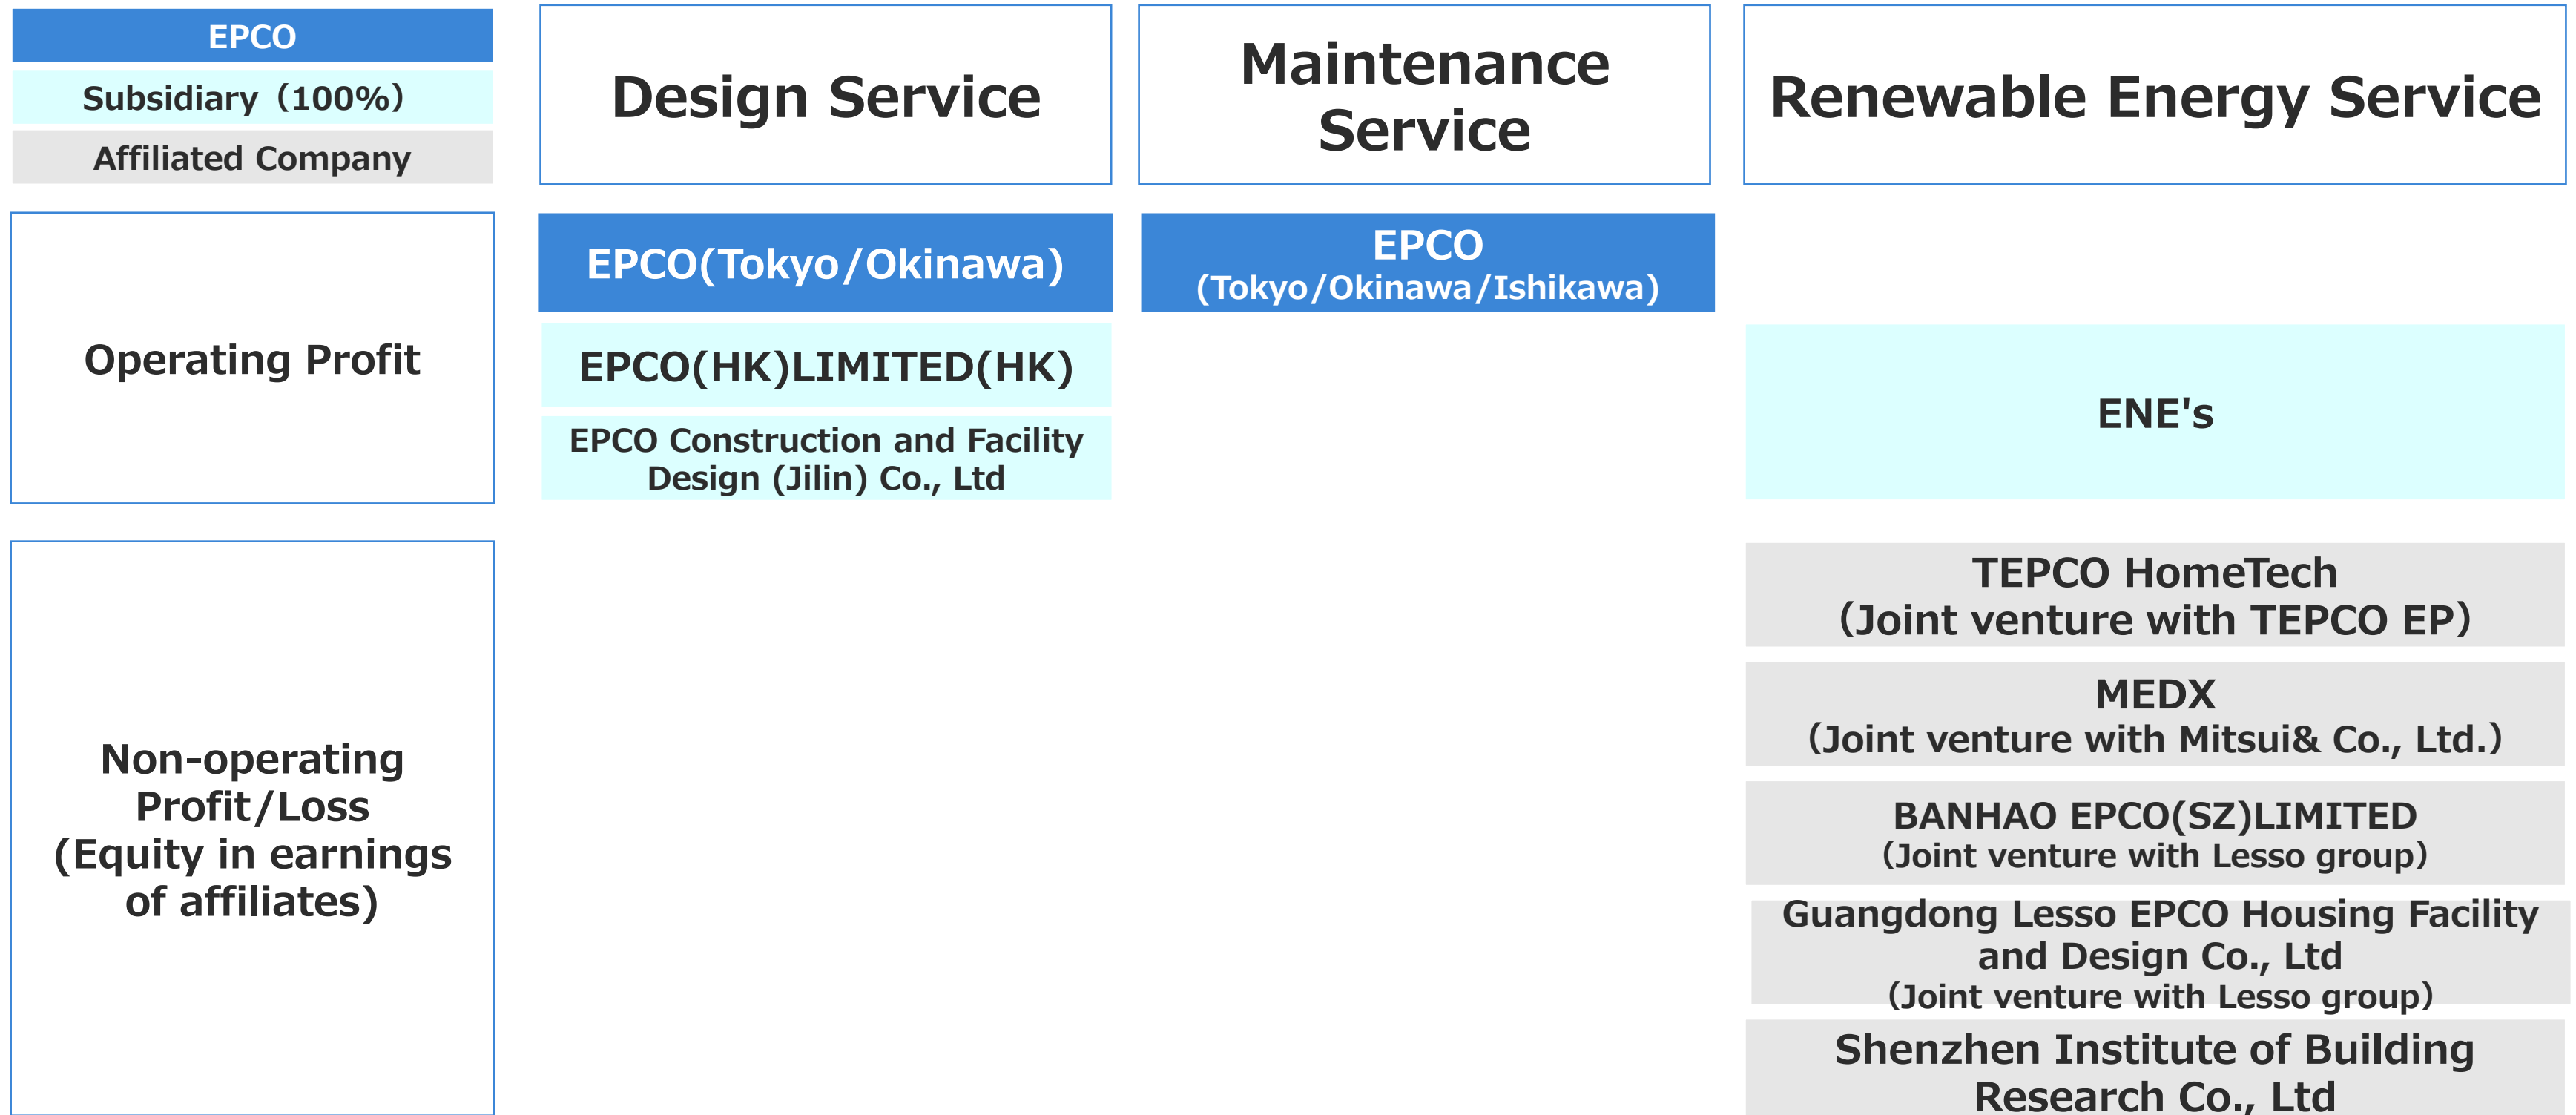 EPCO
Subsidiary（100%）
Affiliated Company
Design Service
Maintenance
Service
Renewable Energy Service
Operating Profit
EPCO(Tokyo/Okinawa)
EPCO
(Tokyo/Okinawa/Ishikawa)
EPCO(HK)LIMITED(HK)
EPCO Construction and Facility
Design (Jilin) Co., Ltd
ENE's
Non-operating
Profit/Loss
(Equity in earnings
of affiliates)
TEPCO HomeTech
（Joint venture with TEPCO EP）
MEDX
（Joint venture with Mitsui& Co., Ltd.）
BANHAO EPCO(SZ)LIMITED
（Joint venture with Lesso group）
Guangdong Lesso EPCO Housing Facility
and Design Co., Ltd
（Joint venture with Lesso group）
Shenzhen Institute of Building
Research Co., Ltd